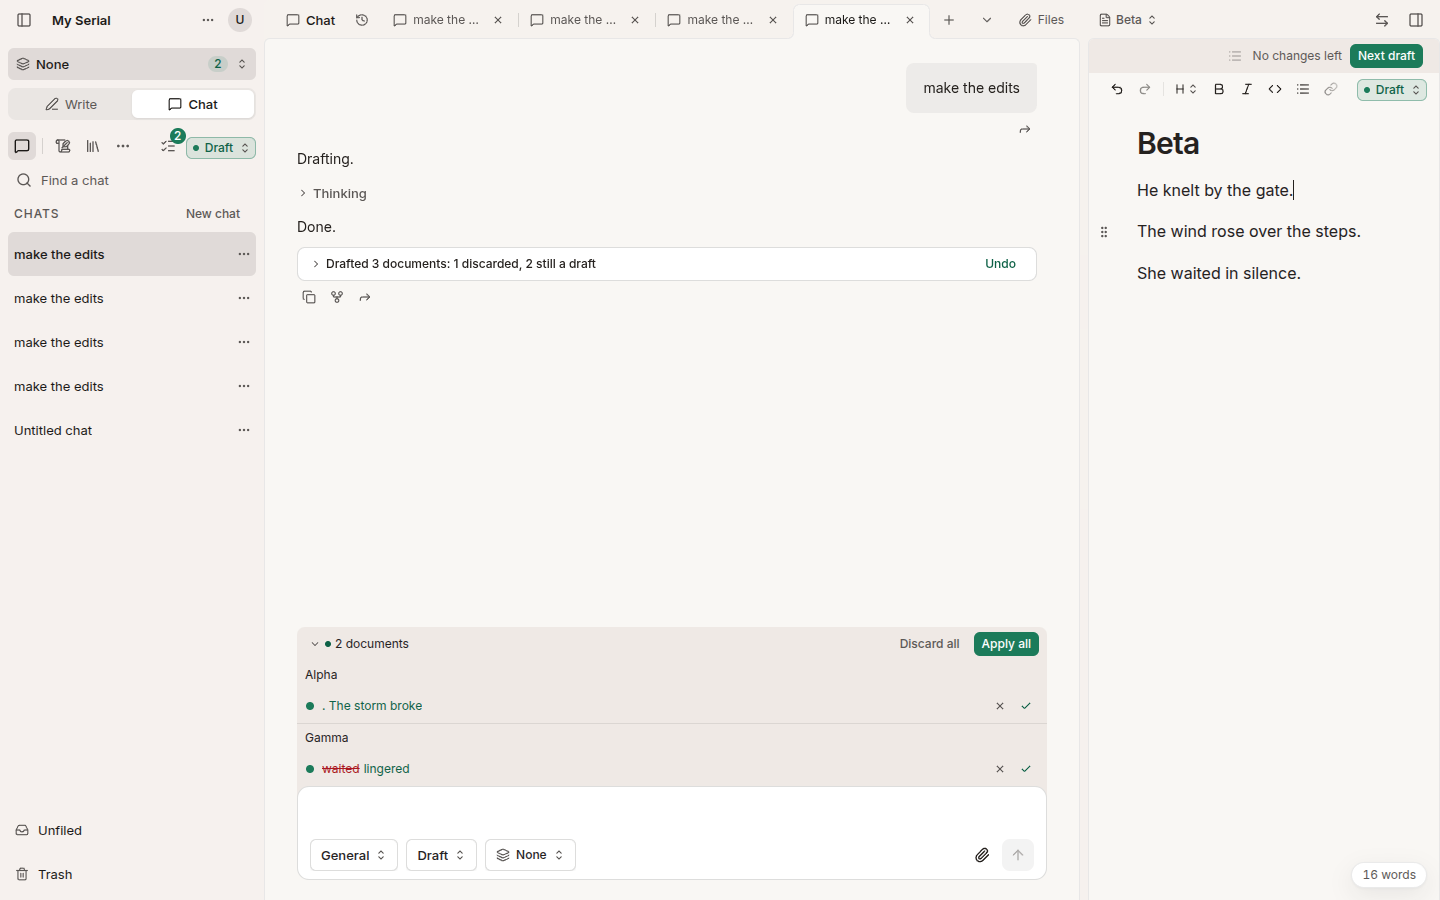 My Serial
U
Chat
make the ...
make the ...
make the ...
make the ...
Files
Beta
None
2
No changes left
Next draft
Write
Chat
make the edits
H
B
I
Draft
2
Draft
Find a chat
CHATS
New chat
make the edits
make the edits
make the edits
make the edits
Untitled chat
Unfiled
Trash
Drafting.
Thinking
Done.
Drafted 3 documents: 1 discarded, 2 still a draft
Undo
2 documents
Discard all
Apply all
Alpha
. The storm broke
Gamma
waited lingered
General
Draft
None
Beta
He knelt by the gate.
The wind rose over the steps.
She waited in silence.
16 words